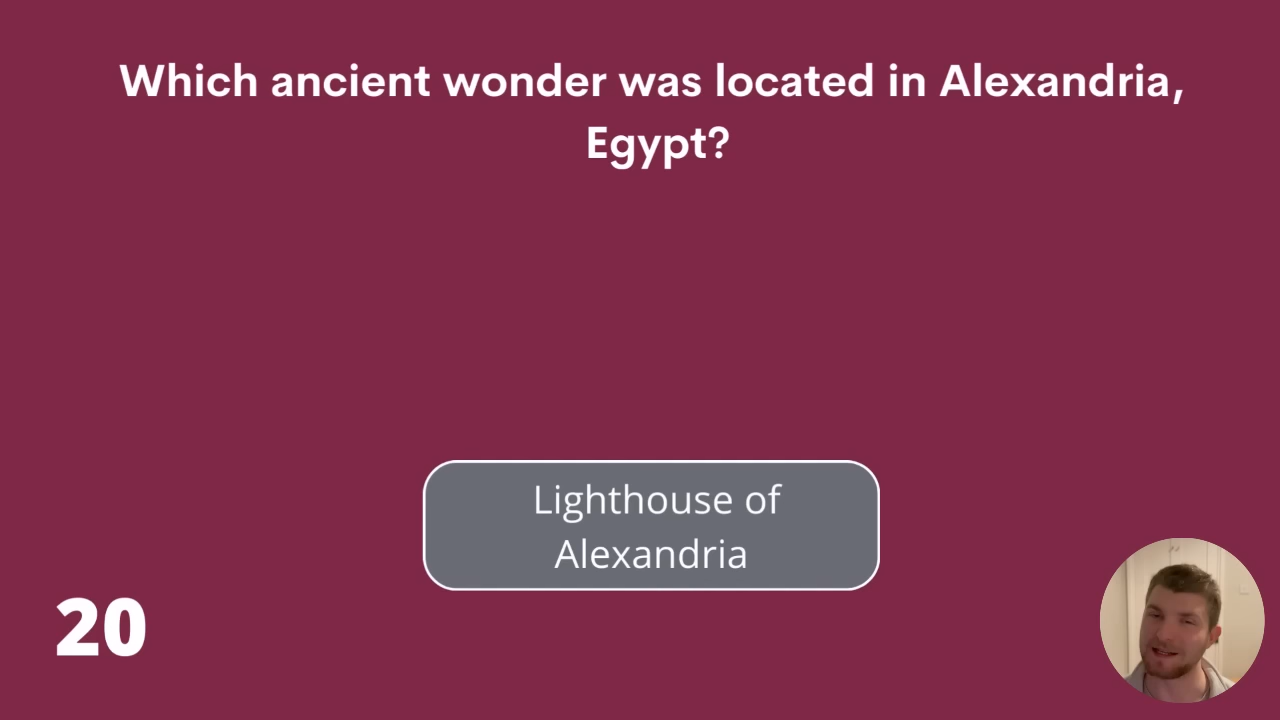 Which ancient wonder was located in Alexandria,
Egypt?
Lighthouse of
Alexandria
20